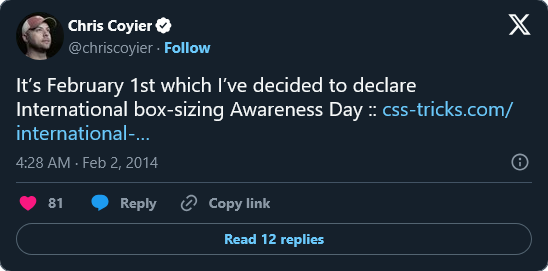 Chris Coyier
@chriscoyier · Follow
It’s February 1st which I’ve decided to declare
International box-sizing Awareness Day :: css-tricks.com/
international-…
4:28 AM · Feb 2, 2014
81 Reply Copy link
Read 12 replies